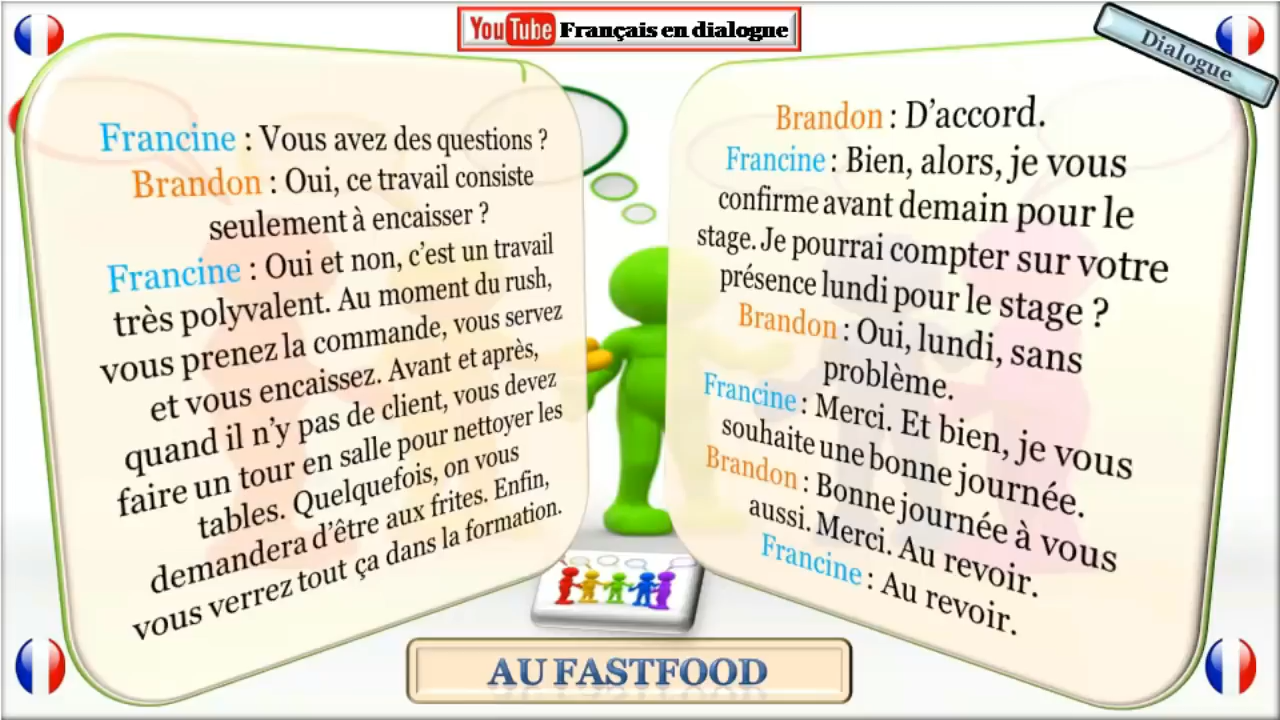 YouTube Français en dialogue
Dialogue
Francine : Vous avez des questions ?
Brandon : Oui, ce travail consiste
seulement à encaisser ?
Francine : Oui et non, c’est un travail
très polyvalent. Au moment du rush,
vous prenez la commande, vous servez
et vous encaissez. Avant et après,
quand il n’y pas de client, vous devez
faire un tour en salle pour nettoyer les
tables. Quelquefois, on vous
demandera d’être aux frites. Enfin,
vous verrez tout ça dans la formation.
Brandon : D’accord.
Francine : Bien, alors, je vous
confirme avant demain pour le
stage. Je pourrai compter sur votre
présence lundi pour le stage ?
Brandon : Oui, lundi, sans
problème.
Francine : Merci. Et bien, je vous
souhaite une bonne journée.
Brandon : Bonne journée à vous
aussi. Merci. Au revoir.
Francine : Au revoir.
AU FASTFOOD